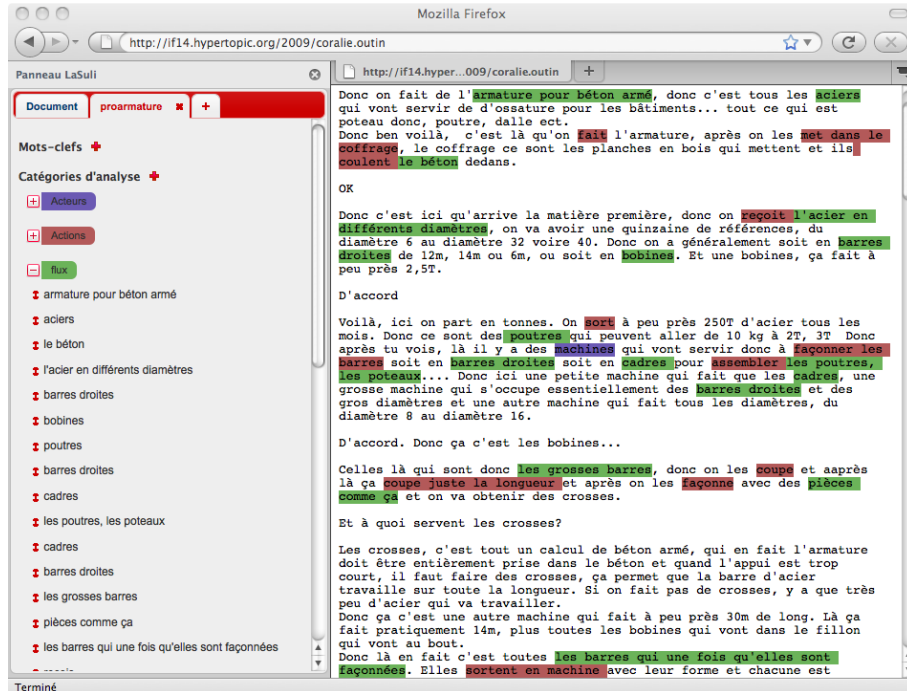 Mozilla Firefox
http://if14.hypertopic.org/2009/coralie.outin
Panneau LaSuli
http://if14.hyper...009/coralie.outin
Document
proarmature
Mots-clefs
Catégories d'analyse
Acteurs
Actions
flux
armature pour béton armé
aciers
le béton
l'acier en différents diamètres
barres droites
bobines
poutres
barres droites
cadres
les poutres, les poteaux
cadres
barres droites
les grosses barres
pièces comme ça
les barres qui une fois qu'elles sont façonnées
Donc on fait de l'armature pour béton armé, donc c'est tous les aciers
qui vont servir de d'ossature pour les bâtiments... tout ce qui est
poteau donc, poutre, dalle ect.
Donc ben voilà,  c'est là qu'on fait l'armature, après on les met dans le
coffrage, le coffrage ce sont les planches en bois qui mettent et ils
coulent le béton dedans.
OK
Donc c'est ici qu'arrive la matière première, donc on reçoit l'acier en
différents diamètres, on va avoir une quinzaine de références, du
diamètre 6 au diamètre 32 voire 40. Donc on a généralement soit en barres
droites de 12m, 14m ou 6m, ou soit en bobines. Et une bobines, ça fait à
peu près 2,5T.
D'accord
Voilà, ici on part en tonnes. On sort à peu près 250T d'acier tous les
mois. Donc ce sont des poutres qui peuvent aller de 10 kg à 2T, 3T  Donc
après tu vois, là il y a des machines qui vont servir donc à façonner les
barres soit en barres droites soit en cadres pour assembler les poutres,
les poteaux.... Donc ici une petite machine qui fait que les cadres, une
grosse machine qui s'occupe essentiellement des barres droites et des
gros diamètres et une autre machine qui fait tous les diamètres, du
diamètre 8 au diamètre 16.
D'accord. Donc ça c'est les bobines...
Celles là qui sont donc les grosses barres, donc on les coupe et aaprès
là ça coupe juste la longueur et après on les façonne avec des pièces
comme ça et on va obtenir des crosses.
Et à quoi servent les crosses?
Les crosses, c'est tout un calcul de béton armé, qui en fait l'armature
doit être entièrement prise dans le béton et quand l'appui est trop
court, il faut faire des crosses, ça permet que la barre d'acier
travaille sur toute la longueur. Si on fait pas de crosses, y a que très
peu d'acier qui va travailler.
Donc ça c'est une autre machine qui fait à peu près 30m de long. Là ça
fait pratiquement 14m, plus toutes les bobines qui vont dans le fillon
qui vont au bout.
Donc là en fait c'est toutes les barres qui une fois qu'elles sont
façonnées. Elles sortent en machine avec leur forme et chacune est
Terminé